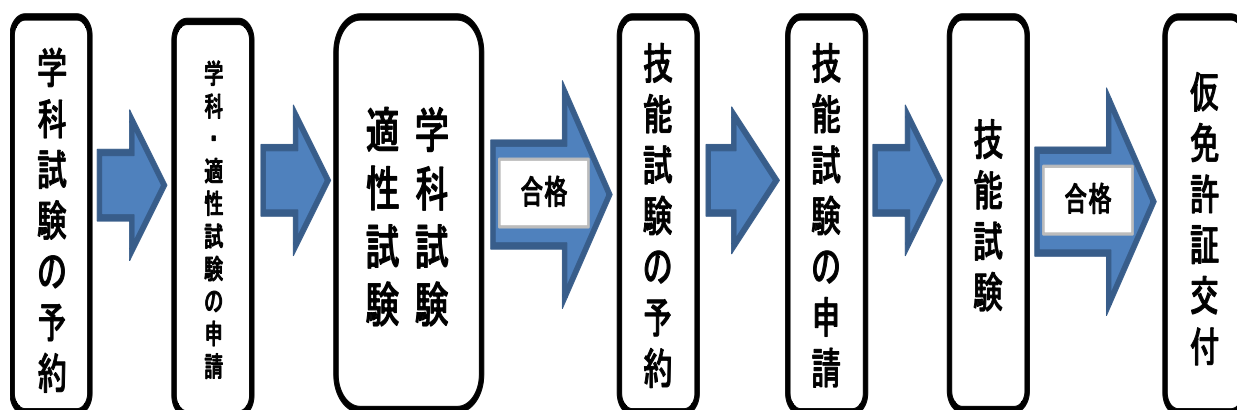 学科試験の予約
学科・適性試験の申請
学科試験
適性試験
合格
技能試験の予約
技能試験の申請
技能試験
合格
仮免許証交付